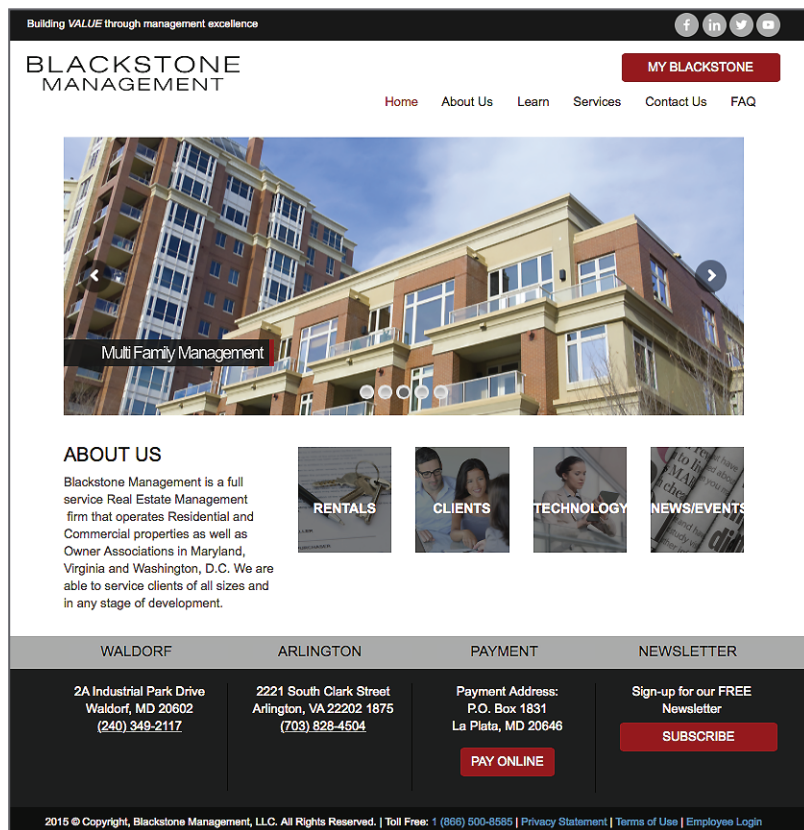 Building VALUE through management excellence
BLACKSTONE
MANAGEMENT
MY BLACKSTONE
Home About Us Learn Services Contact Us FAQ
Multi Family Management
ABOUT US
Blackstone Management is a full
service Real Estate Management
firm that operates Residential and
Commercial properties as well as
Owner Associations in Maryland,
Virginia and Washington, D.C. We are
able to service clients of all sizes and
in any stage of development.
RENTALS
CLIENTS
TECHNOLOGY
NEWS/EVENTS
WALDORF
2A Industrial Park Drive
Waldorf, MD 20602
(240) 349-2117
ARLINGTON
2221 South Clark Street
Arlington, VA 22202 1875
(703) 828-4504
PAYMENT
Payment Address:
P.O. Box 1831
La Plata, MD 20646
PAY ONLINE
NEWSLETTER
Sign-up for our FREE
Newsletter
SUBSCRIBE
2015 © Copyright, Blackstone Management, LLC. All Rights Reserved. | Toll Free: 1 (866) 500-8585 | Privacy Statement | Terms of Use | Employee Login